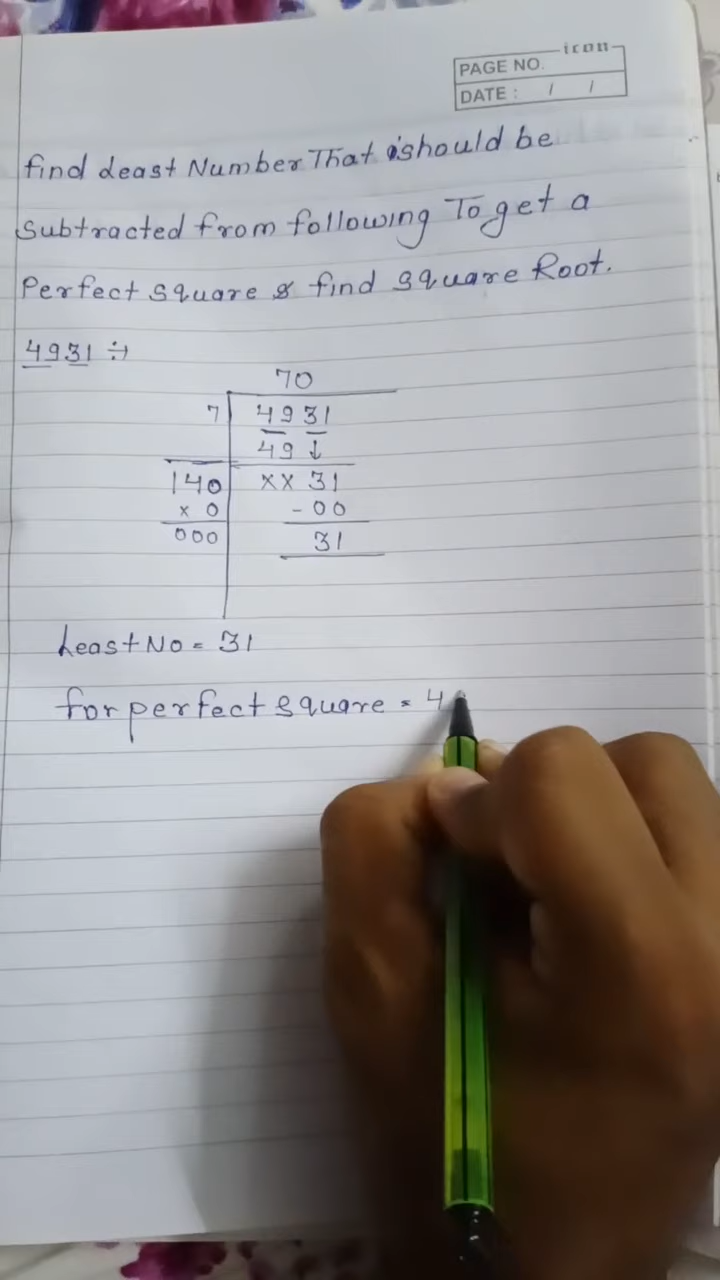 icon
PAGE NO.
DATE : / /
find Least Number That should be
Subtracted from following To get a
Perfect square & find square Root.
4931 ÷
70
7 4931
49 ↓
140 ×× 31
× 0 - 00
000 31
Least No = 31
for perfect square = 4